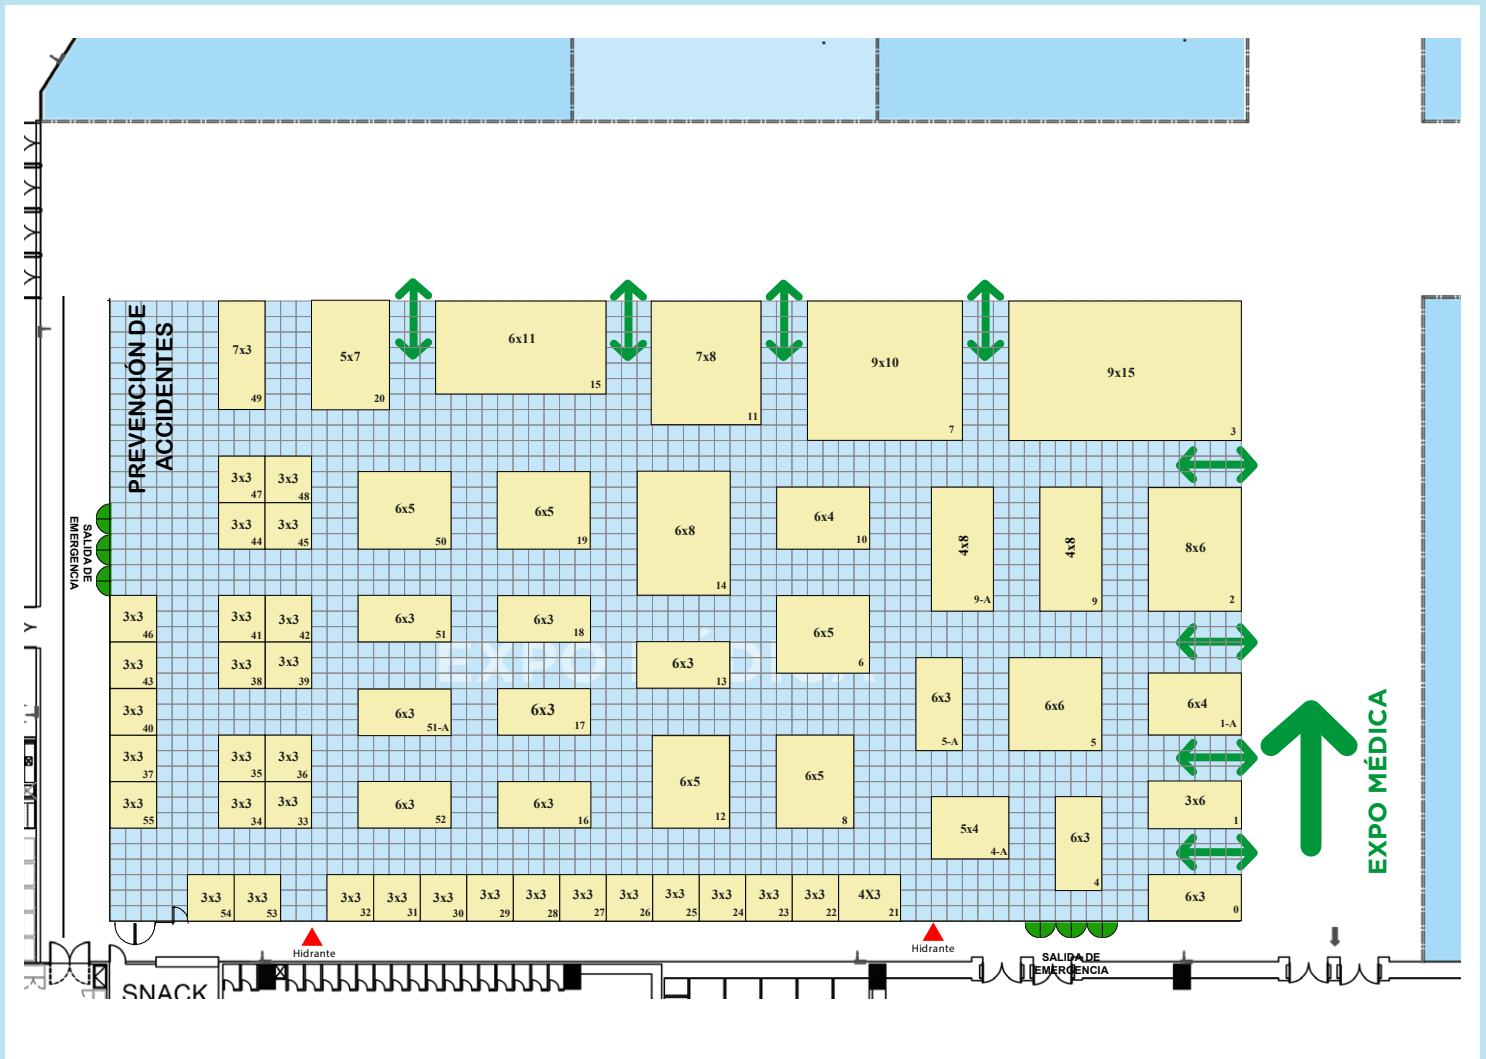 PREVENCIÓN DE
ACCIDENTES
7x3
49
5x7
20
6x11
15
7x8
11
9x10
7
9x15
3
3x3
47
3x3
48
3x3
44
3x3
45
6x5
50
6x5
19
6x8
14
6x4
10
4x8
9-A
4x8
9
8x6
2
SALIDA DE
EMERGENCIA
3x3
46
3x3
41
3x3
42
6x3
51
6x3
18
6x5
6
EXPO MÉDICA
3x3
43
3x3
38
3x3
39
6x3
13
6x3
5-A
6x6
5
6x4
1-A
3x3
40
6x3
51-A
6x3
17
3x3
37
3x3
35
3x3
36
6x5
12
6x5
8
3x6
1
3x3
55
3x3
34
3x3
33
6x3
52
6x3
16
5x4
4-A
6x3
4
EXPO MÉDICA
3x3
54
3x3
53
3x3
32
3x3
31
3x3
30
3x3
29
3x3
28
3x3
27
3x3
26
3x3
25
3x3
24
3x3
23
3x3
22
4X3
21
6x3
0
Hidrante
Hidrante
SALIDA DE
EMERGENCIA
SNACK